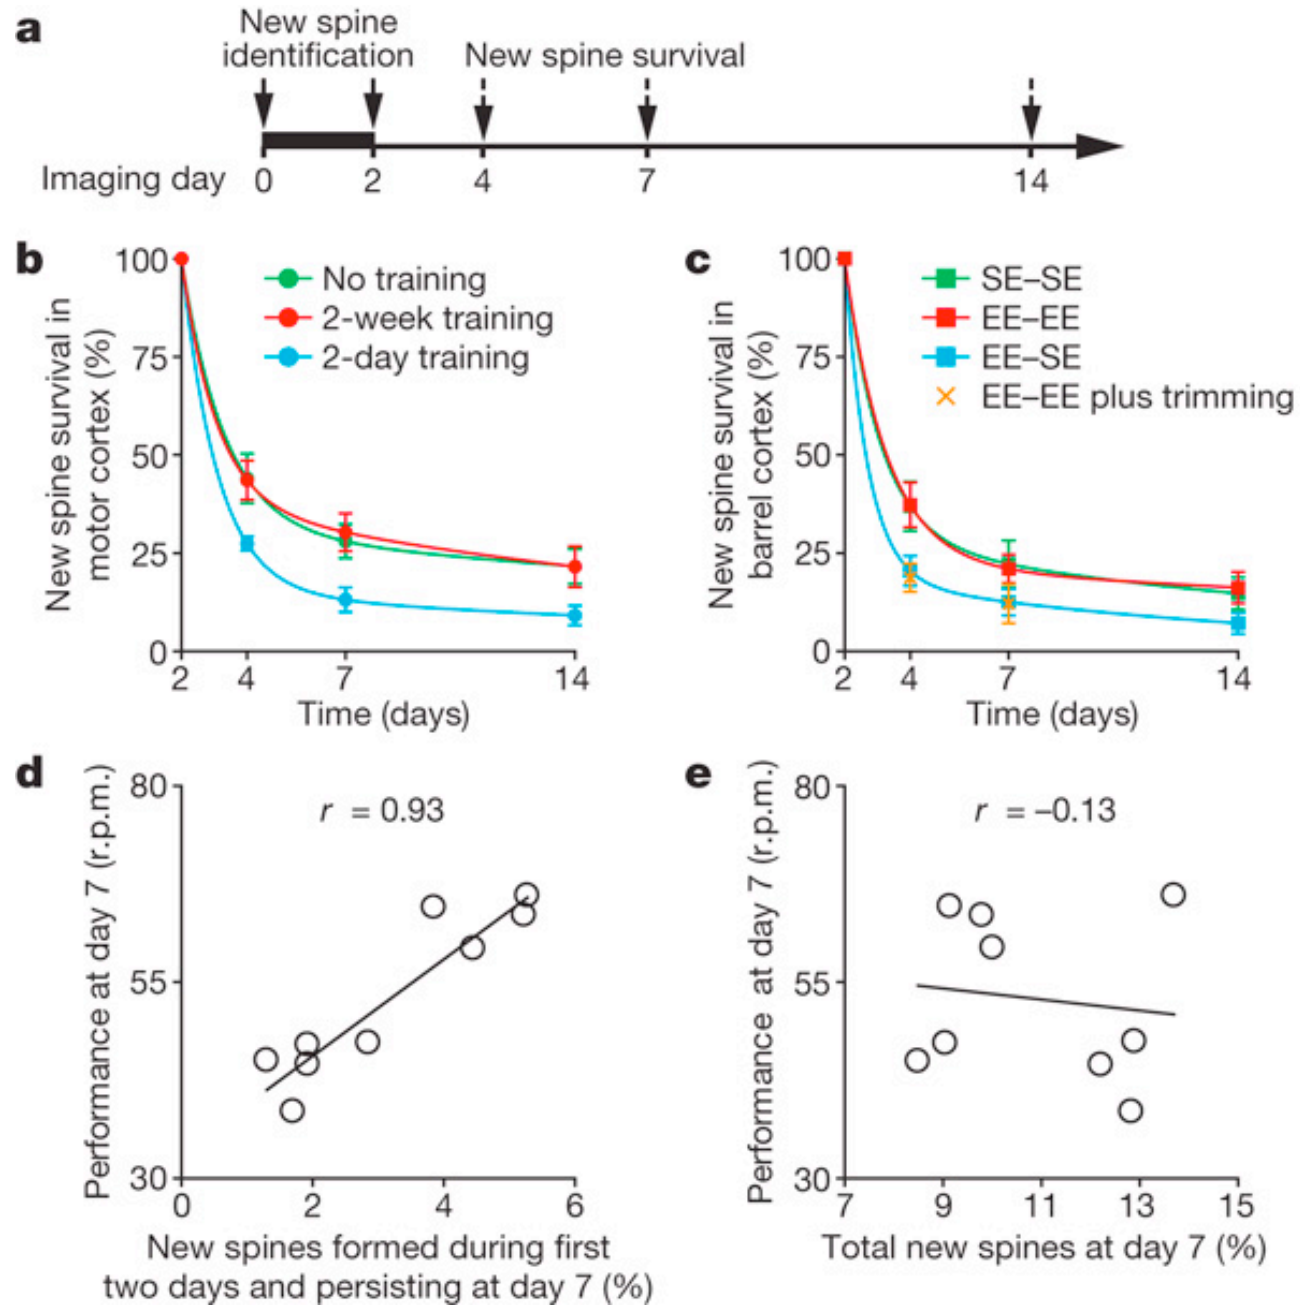 a
New spine
identification
New spine survival
Imaging day
0
2
4
7
14
b
New spine survival in
motor cortex (%)
100
75
50
25
0
No training
2-week training
2-day training
2
4
7
14
Time (days)
c
New spine survival in
barrel cortex (%)
100
75
50
25
0
SE–SE
EE–EE
EE–SE
EE–EE plus trimming
2
4
7
14
Time (days)
d
Performance at day 7 (r.p.m.)
80
55
30
r = 0.93
0
2
4
6
New spines formed during first
two days and persisting at day 7 (%)
e
Performance at day 7 (r.p.m.)
80
55
30
r = –0.13
7
9
11
13
15
Total new spines at day 7 (%)